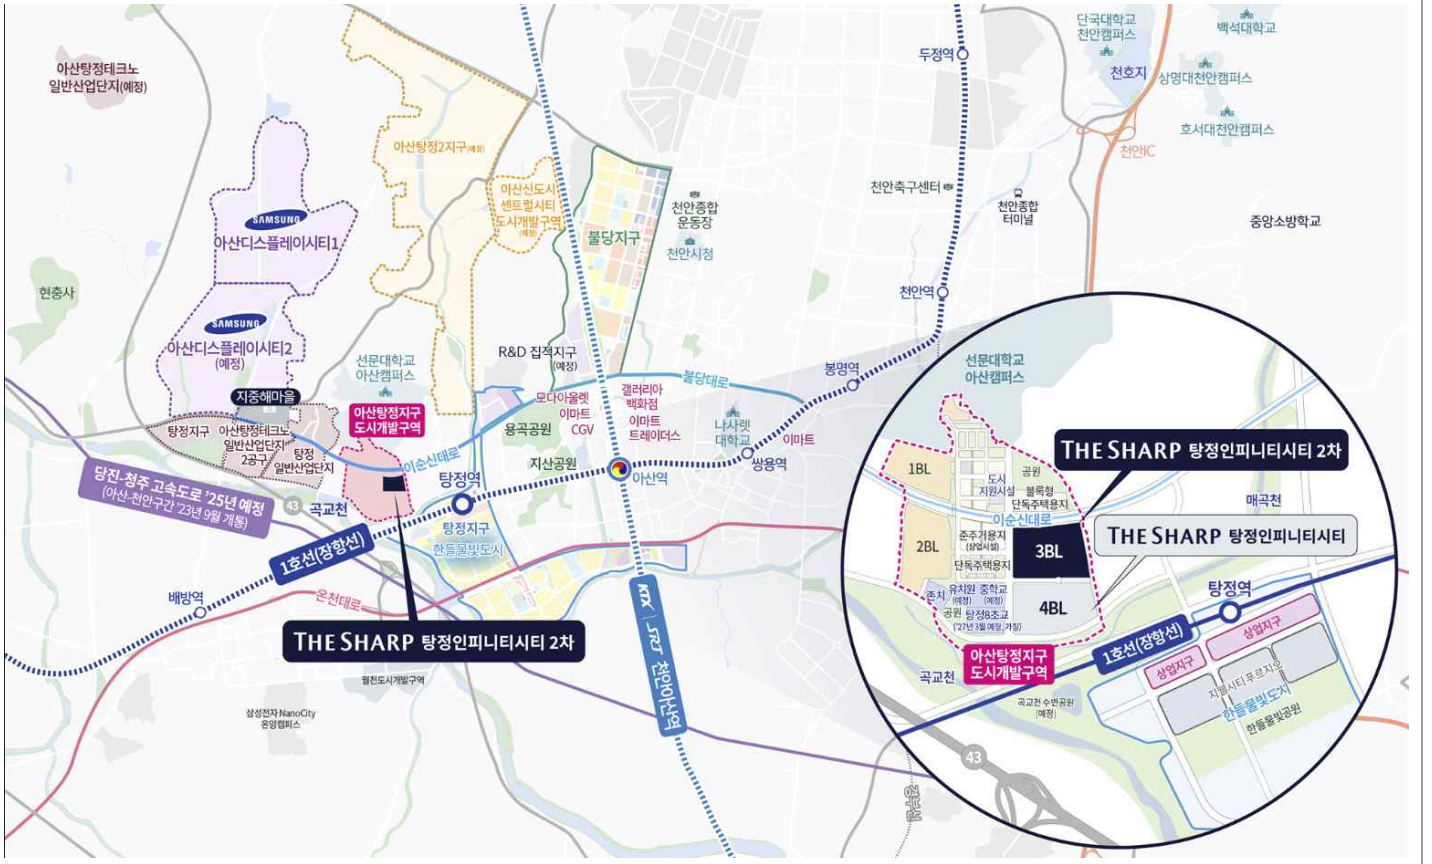 단국대학교
천안캠퍼스
백석대학교
두정역
천호지
상명대천안캠퍼스
호서대천안캠퍼스
천안IC
아산탕정테크노
일반산업단지(예정)
아산탕정2지구(예정)
아산신도시
센트럴시티
도시개발구역
(예정)
불당지구
천안종합
운동장
천안시청
천안축구센터
천안종합
터미널
중앙소방학교
SAMSUNG
아산디스플레이시티1
현충사
천안역
SAMSUNG
아산디스플레이시티2
(예정)
선문대학교
아산캠퍼스
R&D 집적지구
(예정)
불당대로
봉명역
지중해마을
모다아울렛
이마트
CGV
갤러리아
백화점
이마트
트레이더스
나사렛
대학교
이마트
쌍용역
탕정지구
아산탕정테크노
일반산업단지
2공구
탕정
일반산업단지
아산탕정지구
도시개발구역
용곡공원
지산공원
이순신대로
탕정역
아산역
당진-청주 고속도로 ’25년 예정
(아산-천안구간 ’23년 9월 개통)
43
곡교천
탕정지구
한들물빛도시
1호선(장항선)
배방역
온천대로
THE SHARP 탕정인피니티시티 2차
KTX
SRT 천안아산역
월천도시개발구역
삼성전자 NanoCity
온양캠퍼스
경부선
선문대학교
아산캠퍼스
1BL
공원
도시
지원시설
블록형
단독주택용지
이순신대로
THE SHARP 탕정인피니티시티 2차
매곡천
THE SHARP 탕정인피니티시티
2BL
준주거용지
(상업시설)
단독주택용지
3BL
4BL
존치
유치원
(예정)
중학교
(예정)
공원
탕정8초교
('27년 3월 예정, 가칭)
탕정역
아산탕정지구
도시개발구역
1호선(장항선)
상업지구
상업지구
곡교천
곡교천 수변공원
(예정)
지웰시티푸르지오
한들물빛도시
한들물빛공원
43